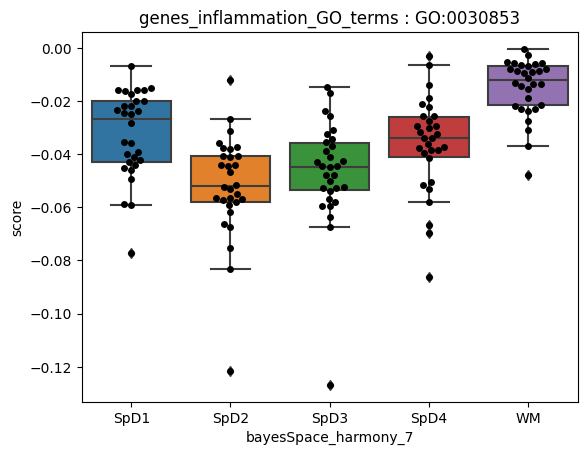 genes_inflammation_GO_terms : GO:0030853
0.00
−0.02
−0.04
−0.06
−0.08
−0.10
−0.12
score
SpD1 SpD2 SpD3 SpD4 WM
bayesSpace_harmony_7